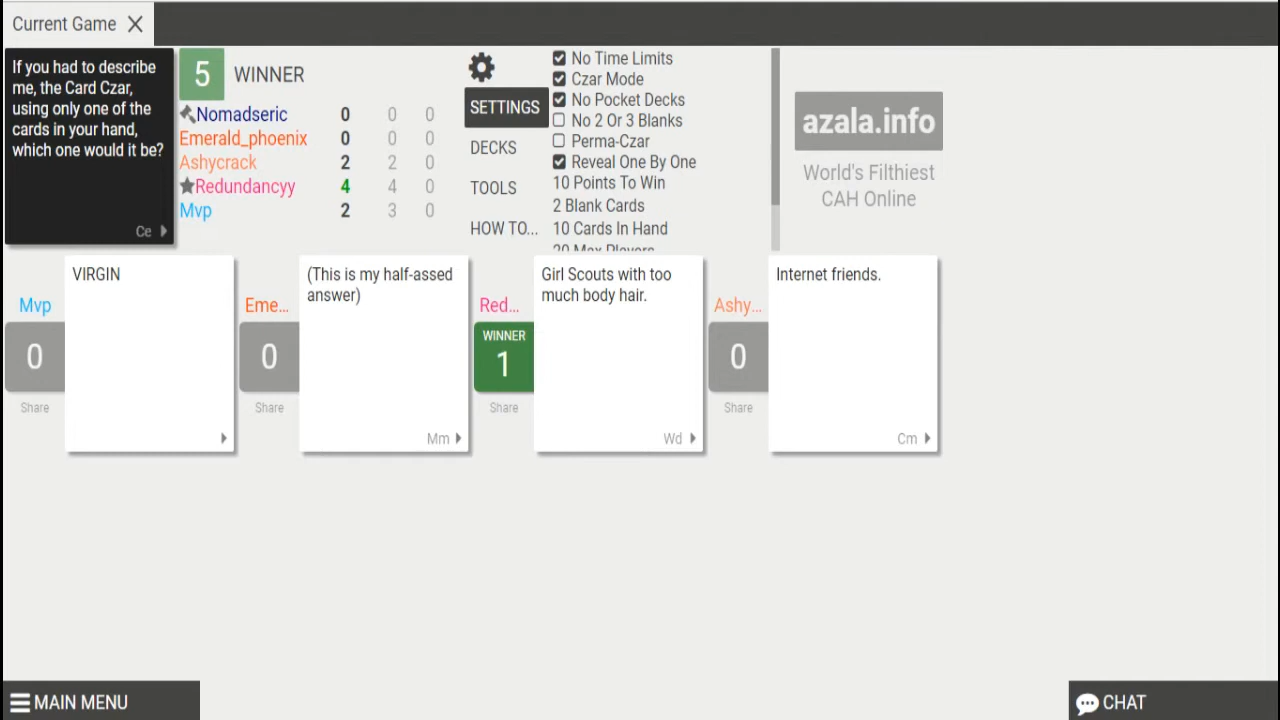 Current Game
If you had to describe
me, the Card Czar,
using only one of the
cards in your hand,
which one would it be?
Ce
5 WINNER
Nomadseric 0 0 0
Emerald_phoenix 0 0 0
Ashycrack 2 2 0
Redundancyy 4 4 0
Mvp 2 3 0
SETTINGS
DECKS
TOOLS
HOW TO...
No Time Limits
Czar Mode
No Pocket Decks
No 2 Or 3 Blanks
Perma-Czar
Reveal One By One
10 Points To Win
2 Blank Cards
10 Cards In Hand
20 Max Players
azala.info
World's Filthiest
CAH Online
Mvp
0
Share
VIRGIN
Eme...
0
Share
(This is my half-assed
answer)
Mm
Red...
WINNER
1
Share
Girl Scouts with too
much body hair.
Wd
Ashy...
0
Share
Internet friends.
Cm
MAIN MENU
CHAT